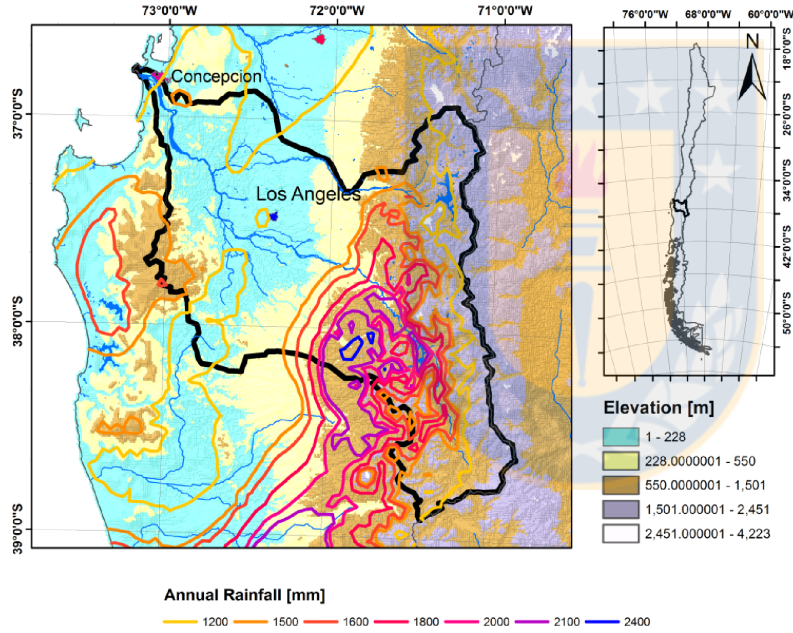 73°0'0"W 72°0'0"W 71°0'0"W
76°0'0"W 68°0'0"W 60°0'0"W
N
Concepcion
37°0'0"S
Los Angeles
38°0'0"S
39°0'0"S
18°0'0"S
26°0'0"S
34°0'0"S
42°0'0"S
50°0'0"S
Elevation [m]
1 - 228
228.0000001 - 550
550.0000001 - 1,501
1,501.000001 - 2,451
2,451.000001 - 4,223
Annual Rainfall [mm]
1200 1500 1600 1800 2000 2100 2400